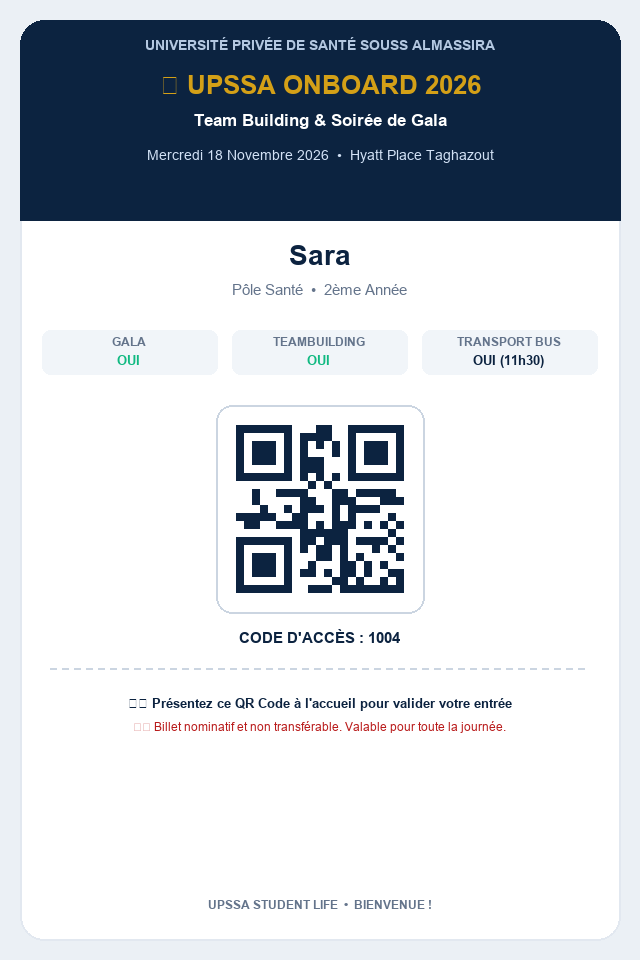 UNIVERSITÉ PRIVÉE DE SANTÉ SOUSS ALMASSIRA
UPSSA ONBOARD 2026
Team Building & Soirée de Gala
Mercredi 18 Novembre 2026 • Hyatt Place Taghazout
Sara
Pôle Santé • 2ème Année
GALA
OUI
TEAMBUILDING
OUI
TRANSPORT BUS
OUI (11h30)
CODE D'ACCÈS : 1004
Présentez ce QR Code à l'accueil pour valider votre entrée
Billet nominatif et non transférable. Valable pour toute la journée.
UPSSA STUDENT LIFE • BIENVENUE !